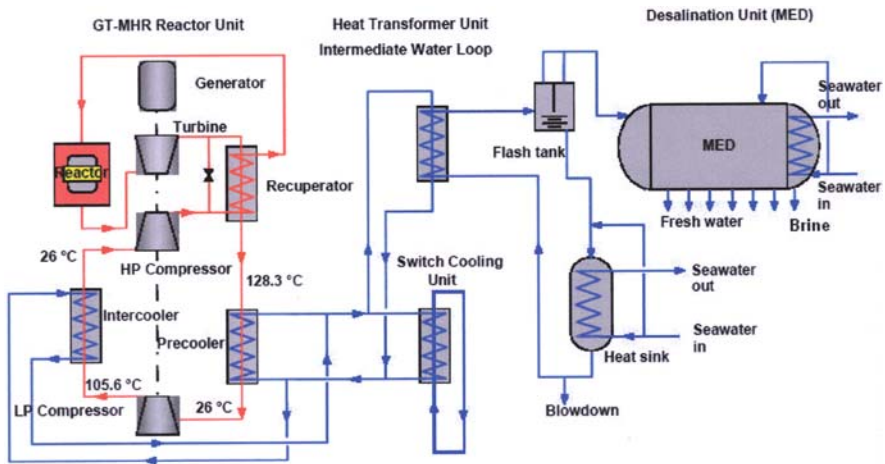 GT-MHR Reactor Unit
Heat Transformer Unit
Intermediate Water Loop
Desalination Unit (MED)
Generator
Turbine
Reactor
Recuperator
HP Compressor
26 °C
128.3 °C
Intercooler
Precooler
105.6 °C
LP Compressor
26 °C
Switch Cooling
Unit
Flash tank
MED
Seawater
out
Seawater
in
Fresh water
Brine
Seawater
out
Seawater
in
Heat sink
Blowdown